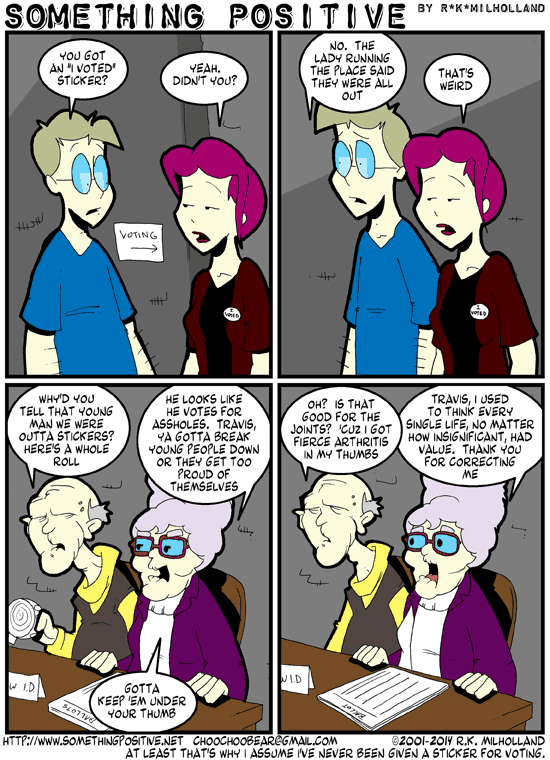 SOMETHING POSITIVE BY R*K*MILHOLLAND
YOU GOT
AN "I VOTED"
STICKER?
YEAH.
DIDN'T YOU?
VOTING
I
VOTED
NO. THE
LADY RUNNING
THE PLACE SAID
THEY WERE ALL
OUT
THAT'S
WEIRD
I
VOTED
WHY'D YOU
TELL THAT YOUNG
MAN WE WERE
OUTTA STICKERS?
HERE'S A WHOLE
ROLL
HE LOOKS LIKE
HE VOTES FOR
ASSHOLES. TRAVIS,
YA GOTTA BREAK
YOUNG PEOPLE DOWN
OR THEY GET TOO
PROUD OF
THEMSELVES
GOTTA
KEEP 'EM UNDER
YOUR THUMB
W I.D
BALLOTS
OH? IS THAT
GOOD FOR THE
JOINTS? 'CUZ I GOT
FIERCE ARTHRITIS
IN MY THUMBS
TRAVIS, I USED
TO THINK EVERY
SINGLE LIFE, NO MATTER
HOW INSIGNIFICANT, HAD
VALUE. THANK YOU
FOR CORRECTING
ME
W I.D
BALLOT
HTTP://WWW.SOMETHINGPOSITIVE.NET CHOOCHOOBEAR@GMAIL.COM ©2001-2014 R.K. MILHOLLAND
AT LEAST THAT'S WHY I ASSUME I'VE NEVER BEEN GIVEN A STICKER FOR VOTING.